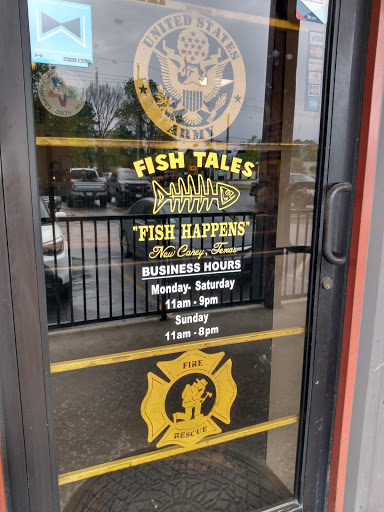 UNITED STATES
ARMY
FISH TALES
"FISH HAPPENS"
New Caney, Texas
BUSINESS HOURS
Monday- Saturday
11am - 9pm
Sunday
11am - 8pm
FIRE
RESCUE
VISA